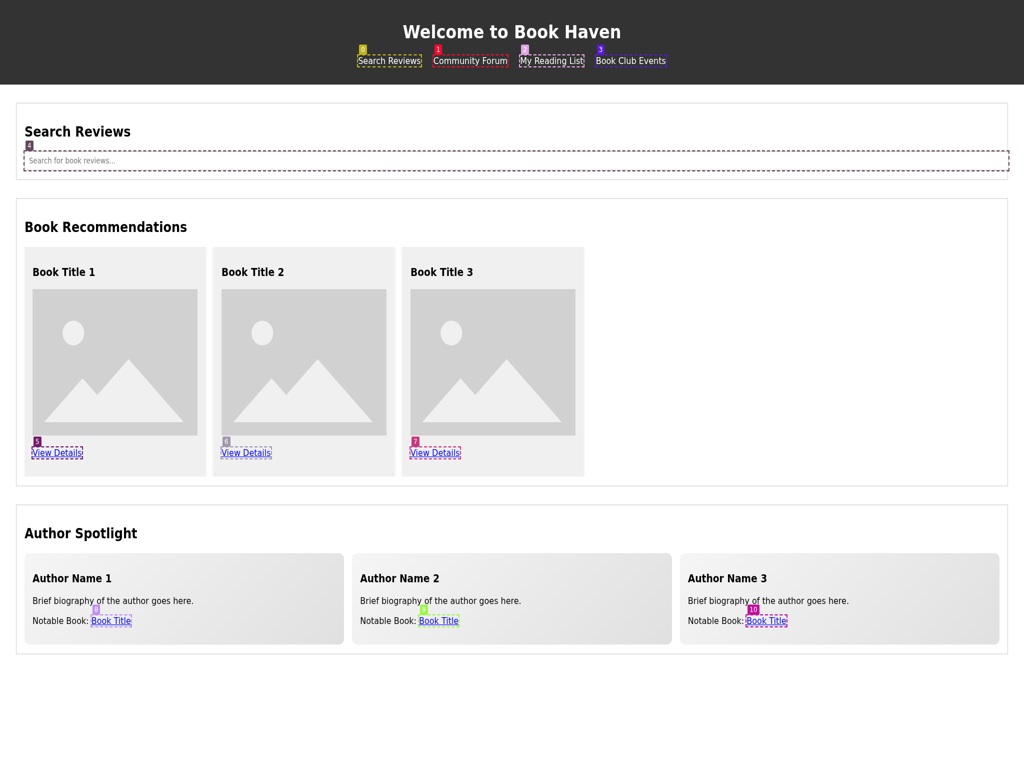 Welcome to Book Haven
0 1 2 3
Search Reviews Community Forum My Reading List Book Club Events
Search Reviews
4
Search for book reviews...
Book Recommendations
Book Title 1
5
View Details
Book Title 2
6
View Details
Book Title 3
7
View Details
Author Spotlight
Author Name 1
Brief biography of the author goes here.
8
Notable Book: Book Title
Author Name 2
Brief biography of the author goes here.
9
Notable Book: Book Title
Author Name 3
Brief biography of the author goes here.
10
Notable Book: Book Title